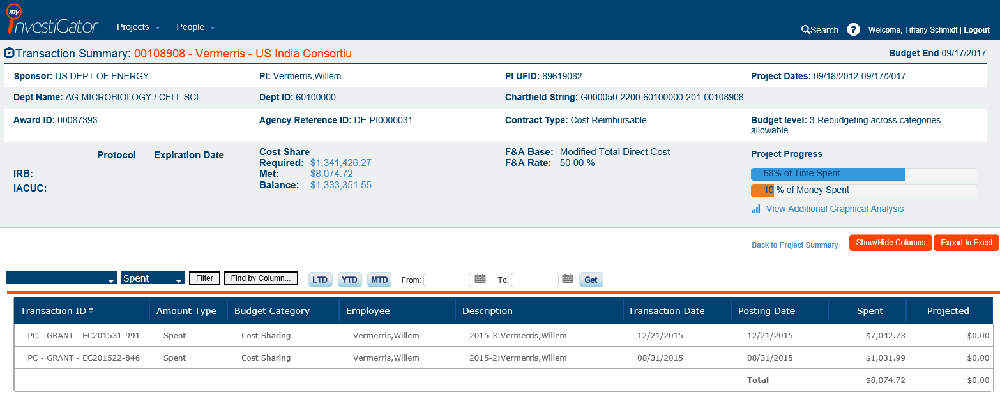 my
InvestiGator
Projects People
Search ? Welcome, Tiffany Schmidt | Logout
Transaction Summary: 00108908 - Vermerris - US India Consortiu Budget End 09/17/2017
Sponsor: US DEPT OF ENERGY PI: Vermerris,Willem PI UFID: 89619082 Project Dates: 09/18/2012-09/17/2017
Dept Name: AG-MICROBIOLOGY / CELL SCI Dept ID: 60100000 Chartfield String: G000050-2200-60100000-201-00108908
Award ID: 00087393 Agency Reference ID: DE-PI0000031 Contract Type: Cost Reimbursable Budget level: 3-Rebudgeting across categories
allowable
Protocol Expiration Date
IRB:
IACUC:
Cost Share
Required: $1,341,426.27
Met: $8,074.72
Balance: $1,333,351.55
F&A Base: Modified Total Direct Cost
F&A Rate: 50.00 %
Project Progress
68% of Time Spent
10 % of Money Spent
View Additional Graphical Analysis
Back to Project Summary Show/Hide Columns Export to Excel
Spent Filter Find by Column... LTD YTD MTD From: To: Get
Transaction ID Amount Type Budget Category Employee Description Transaction Date Posting Date Spent Projected
PC - GRANT - EC201531-991 Spent Cost Sharing Vermerris,Willem 2015-3:Vermerris,Willem 12/21/2015 12/21/2015 $7,042.73 $0.00
PC - GRANT - EC201522-846 Spent Cost Sharing Vermerris,Willem 2015-2:Vermerris,Willem 08/31/2015 08/31/2015 $1,031.99 $0.00
Total $8,074.72 $0.00